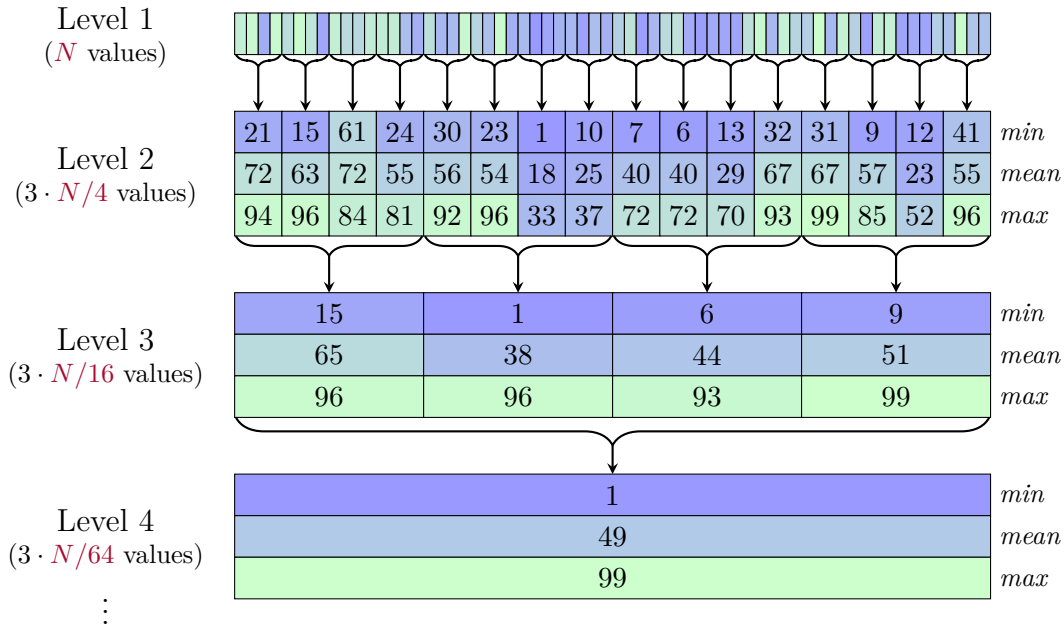 Level 1
(N values)
21 15 61 24 30 23 1 10 7 6 13 32 31 9 12 41 min
Level 2
72 63 72 55 56 54 18 25 40 40 29 67 67 57 23 55 mean
(3 · N/4 values)
94 96 84 81 92 96 33 37 72 72 70 93 99 85 52 96 max
15 1 6 9 min
Level 3
65 38 44 51 mean
(3 · N/16 values)
96 96 93 99 max
1 min
Level 4
49 mean
(3 · N/64 values)
99 max
⋮